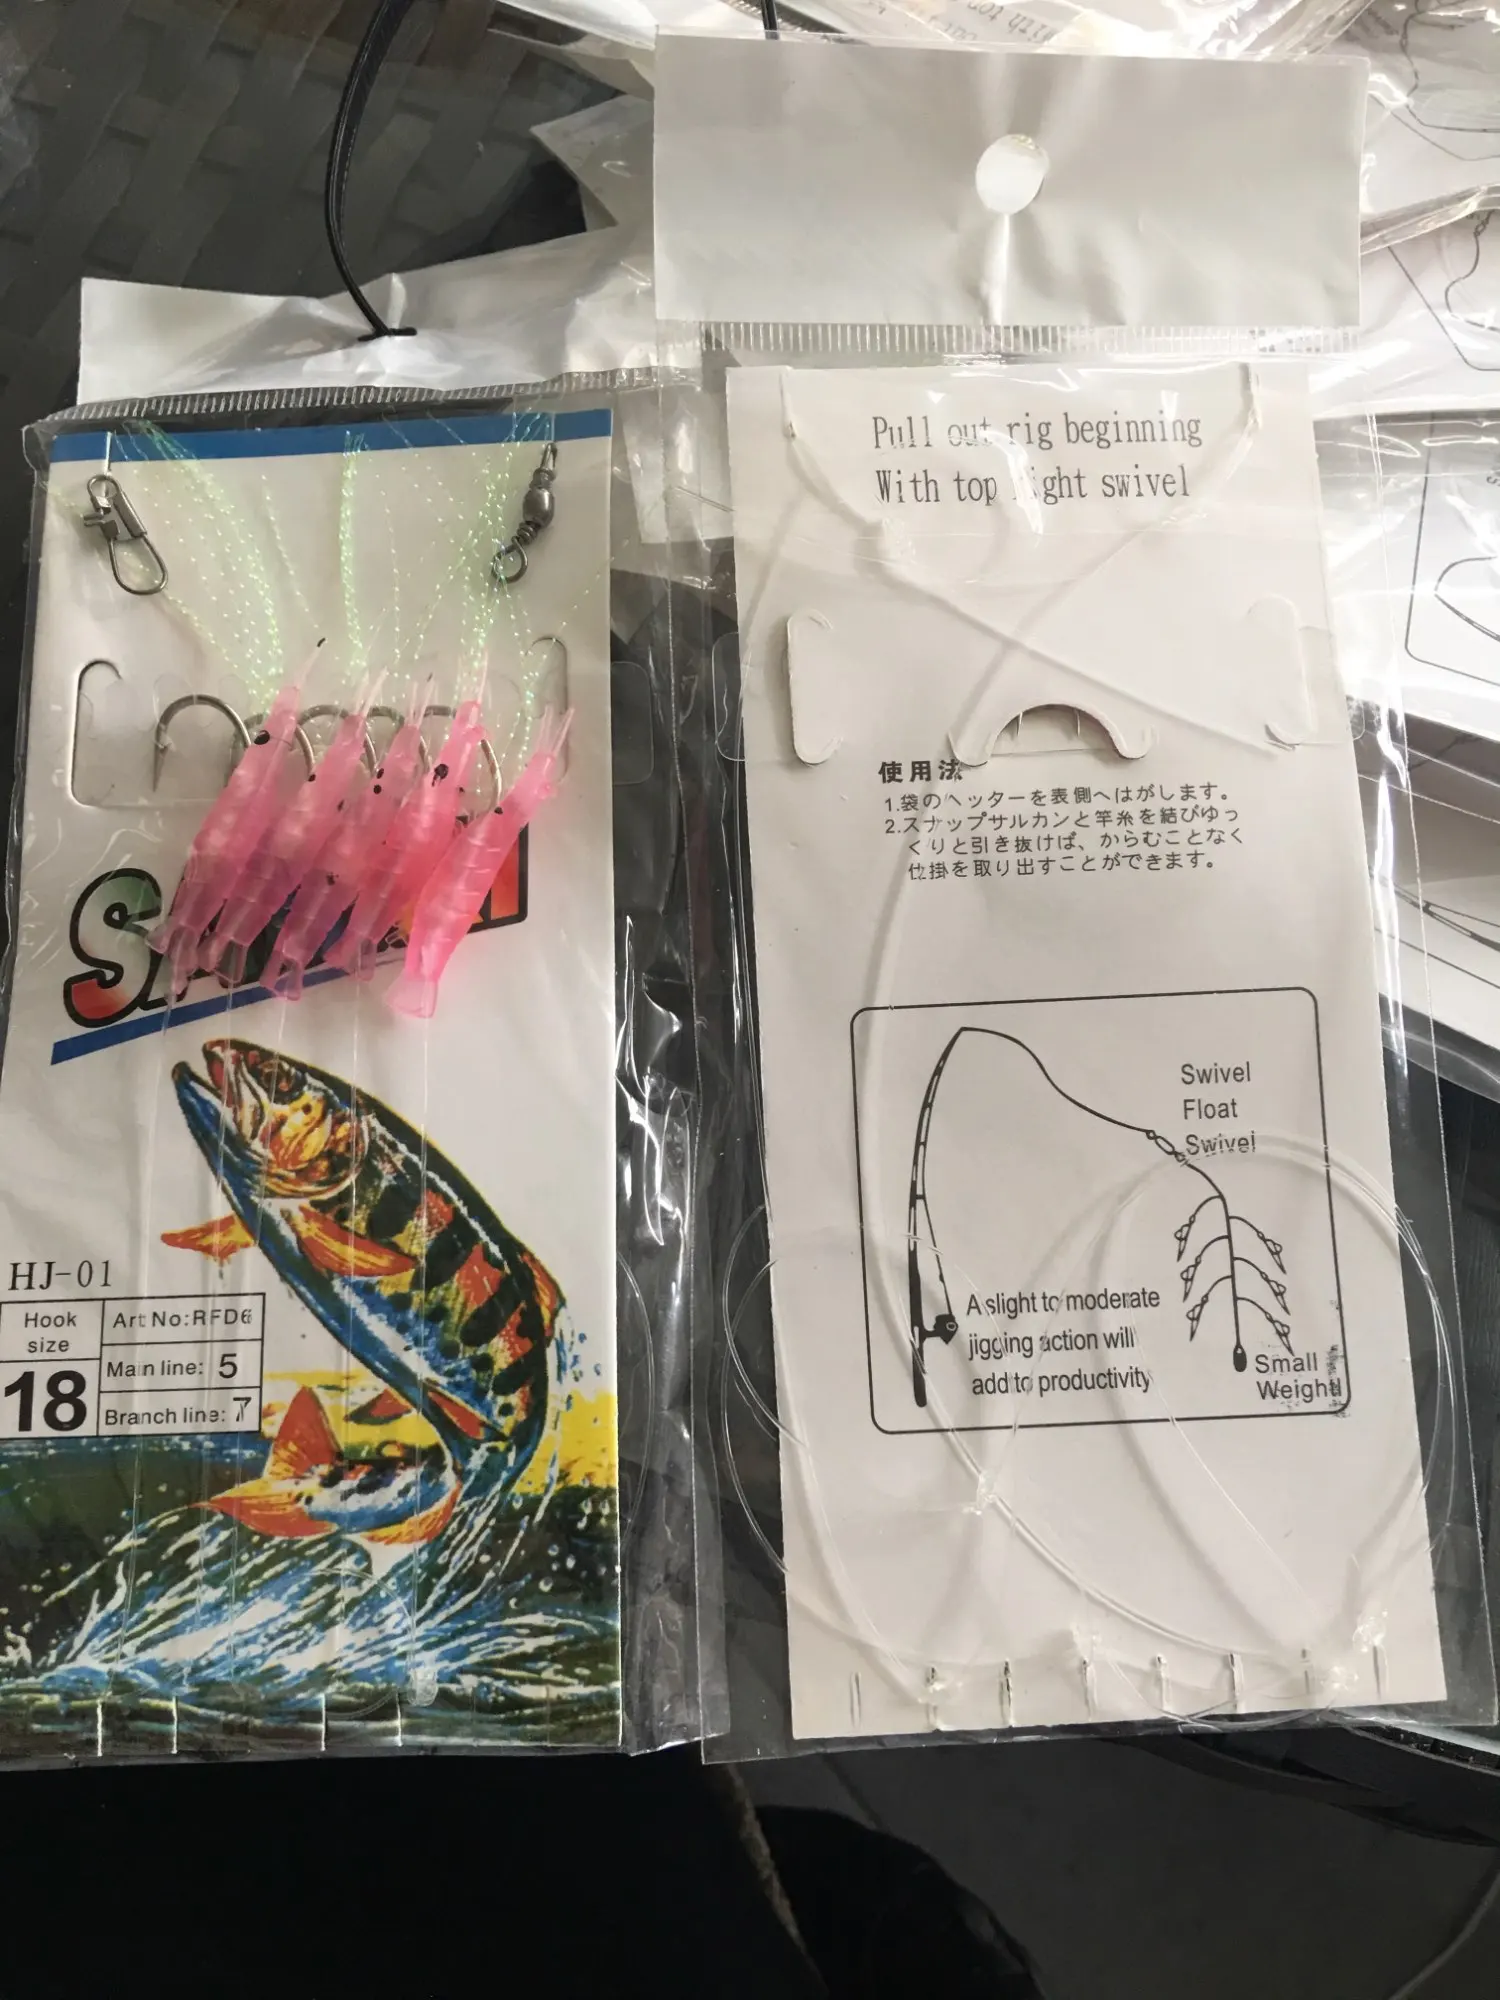 HJ-01
Hook
size
18
Art No:RFD6
Main line: 5
Branch line: 7
Pull out rig beginning
With top right swivel
使用法
1.袋のヘッターを表側へはがします。
2.スナップサルカンと竿糸を結びゆっ
くりと引き抜けば、からむことなく
仕掛を取り出すことができます。
Swivel
Float
Swivel
A slight to moderate
jigging action will
add to productivity
Small
Weight